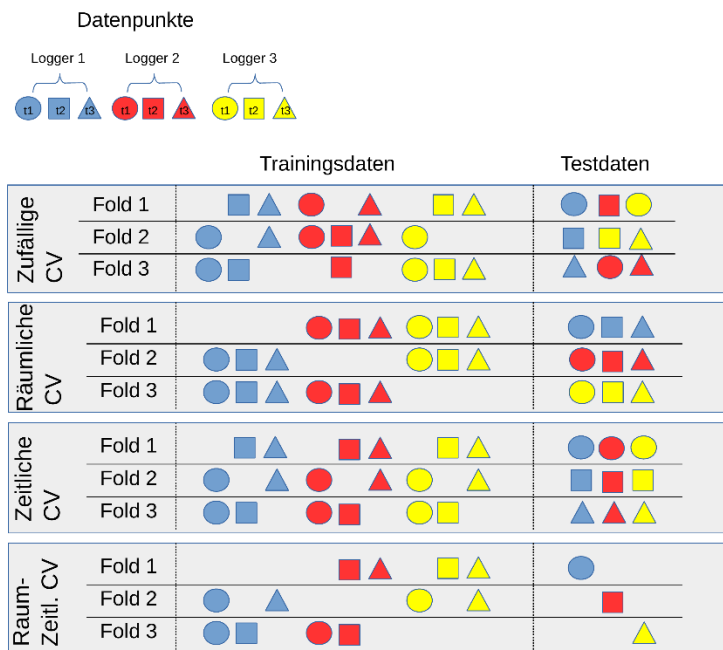 Datenpunkte
Logger 1 Logger 2 Logger 3
t1 t2 t3 t1 t2 t3 t1 t2 t3
Trainingsdaten Testdaten
Zufällige
CV
Fold 1
Fold 2
Fold 3
Räumliche
CV
Fold 1
Fold 2
Fold 3
Zeitliche
CV
Fold 1
Fold 2
Fold 3
Raum-
Zeitl. CV
Fold 1
Fold 2
Fold 3